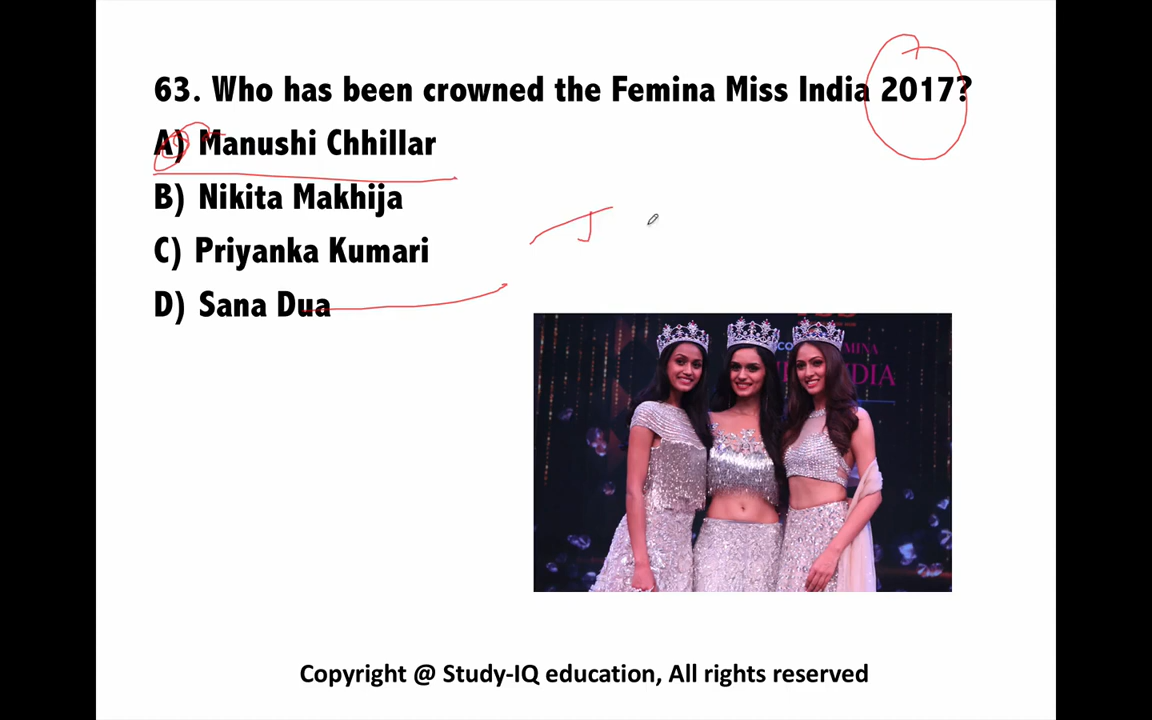 63. Who has been crowned the Femina Miss India 2017?
A) Manushi Chhillar
B) Nikita Makhija
C) Priyanka Kumari
D) Sana Dua
J
Copyright @ Study-IQ education, All rights reserved